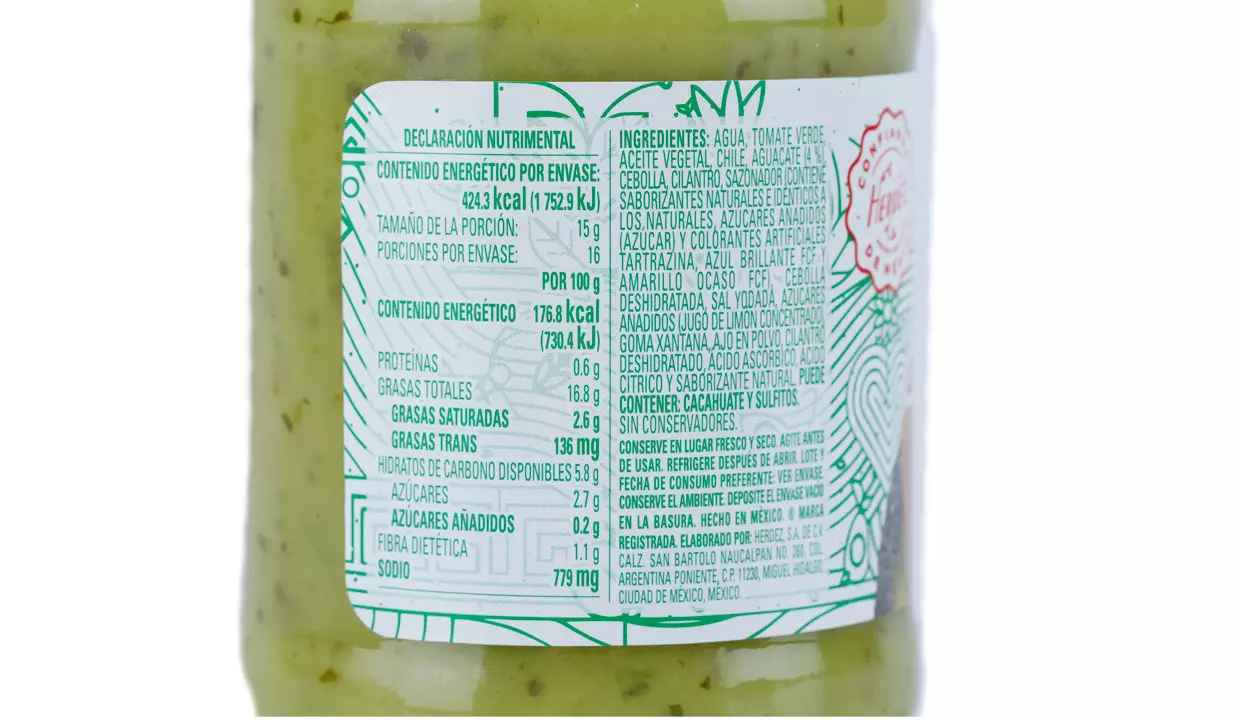 DECLARACIÓN NUTRIMENTAL
CONTENIDO ENERGÉTICO POR ENVASE:
424.3 kcal (1 752.9 kJ)
TAMAÑO DE LA PORCIÓN: 15 g
PORCIONES POR ENVASE: 16
POR 100 g
CONTENIDO ENERGÉTICO 176.8 kcal
(730.4 kJ)
PROTEÍNAS 0.6 g
GRASAS TOTALES 16.8 g
GRASAS SATURADAS 2.6 g
GRASAS TRANS 136 mg
HIDRATOS DE CARBONO DISPONIBLES 5.8 g
AZÚCARES 2.7 g
AZÚCARES AÑADIDOS 0.2 g
FIBRA DIETÉTICA 1.1 g
SODIO 779 mg
INGREDIENTES: AGUA, TOMATE VERDE,
ACEITE VEGETAL, CHILE, AGUACATE (4 %),
CEBOLLA, CILANTRO, SAZONADOR (CONTIENE
SABORIZANTES NATURALES E IDÉNTICOS A
LOS NATURALES, AZÚCARES AÑADIDOS
(AZÚCAR) Y COLORANTES ARTIFICIALES
TARTRAZINA, AZUL BRILLANTE FCF Y
AMARILLO OCASO FCF), CEBOLLA
DESHIDRATADA, SAL YODADA, AZÚCARES
AÑADIDOS (JUGO DE LIMÓN CONCENTRADO),
GOMA XANTANA, AJO EN POLVO, CILANTRO
DESHIDRATADO, ÁCIDO ASCÓRBICO, ÁCIDO
CÍTRICO Y SABORIZANTE NATURAL. PUEDE
CONTENER: CACAHUATE Y SULFITOS.
SIN CONSERVADORES.
CONSERVE EN LUGAR FRESCO Y SECO. AGITE ANTES
DE USAR. REFRIGERE DESPUÉS DE ABRIR. LOTE Y
FECHA DE CONSUMO PREFERENTE: VER ENVASE.
CONSERVE EL AMBIENTE. DEPOSITE EL ENVASE VACÍO
EN LA BASURA. HECHO EN MÉXICO. ® MARCA
REGISTRADA. ELABORADO POR: HERDEZ, S.A. DE C.V.
CALZ. SAN BARTOLO NAUCALPAN NO. 360, COL.
ARGENTINA PONIENTE, C.P. 11230, MIGUEL HIDALGO,
CIUDAD DE MÉXICO, MÉXICO.